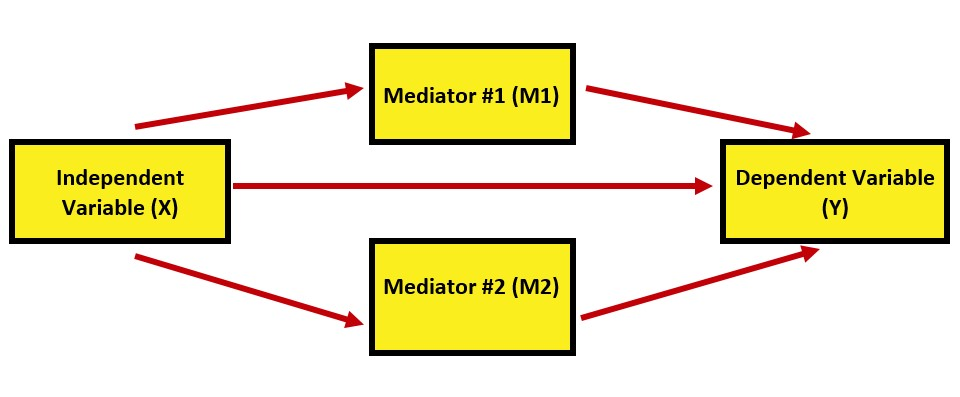 Mediator #1 (M1)
Independent
Variable (X)
Dependent Variable
(Y)
Mediator #2 (M2)